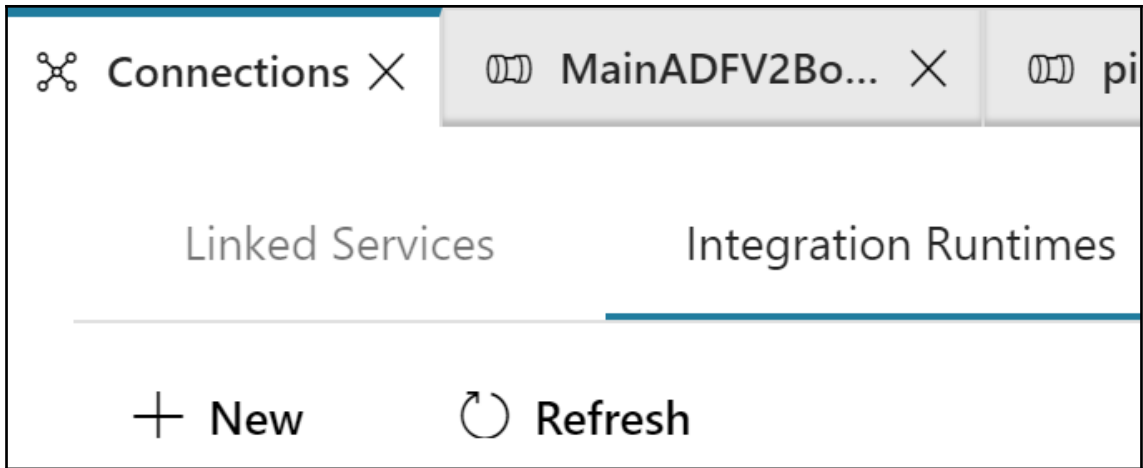 Connections MainADFV2Bo... pi
Linked Services Integration Runtimes
New Refresh